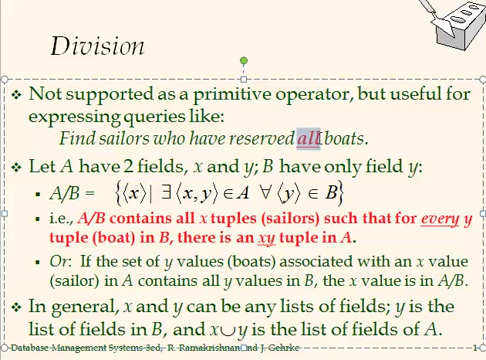 Division
❖ Not supported as a primitive operator, but useful for
expressing queries like:
Find sailors who have reserved all boats.
❖ Let A have 2 fields, x and y; B have only field y:
• A/B = {⟨x⟩ | ∃⟨x, y⟩ ∈ A ∀⟨y⟩ ∈ B}
• i.e., A/B contains all x tuples (sailors) such that for every y
tuple (boat) in B, there is an xy tuple in A.
• Or: If the set of y values (boats) associated with an x value
(sailor) in A contains all y values in B, the x value is in A/B.
❖ In general, x and y can be any lists of fields; y is the
list of fields in B, and x∪y is the list of fields of A.
Database Management Systems 3ed, R. Ramakrishnan and J. Gehrke 1